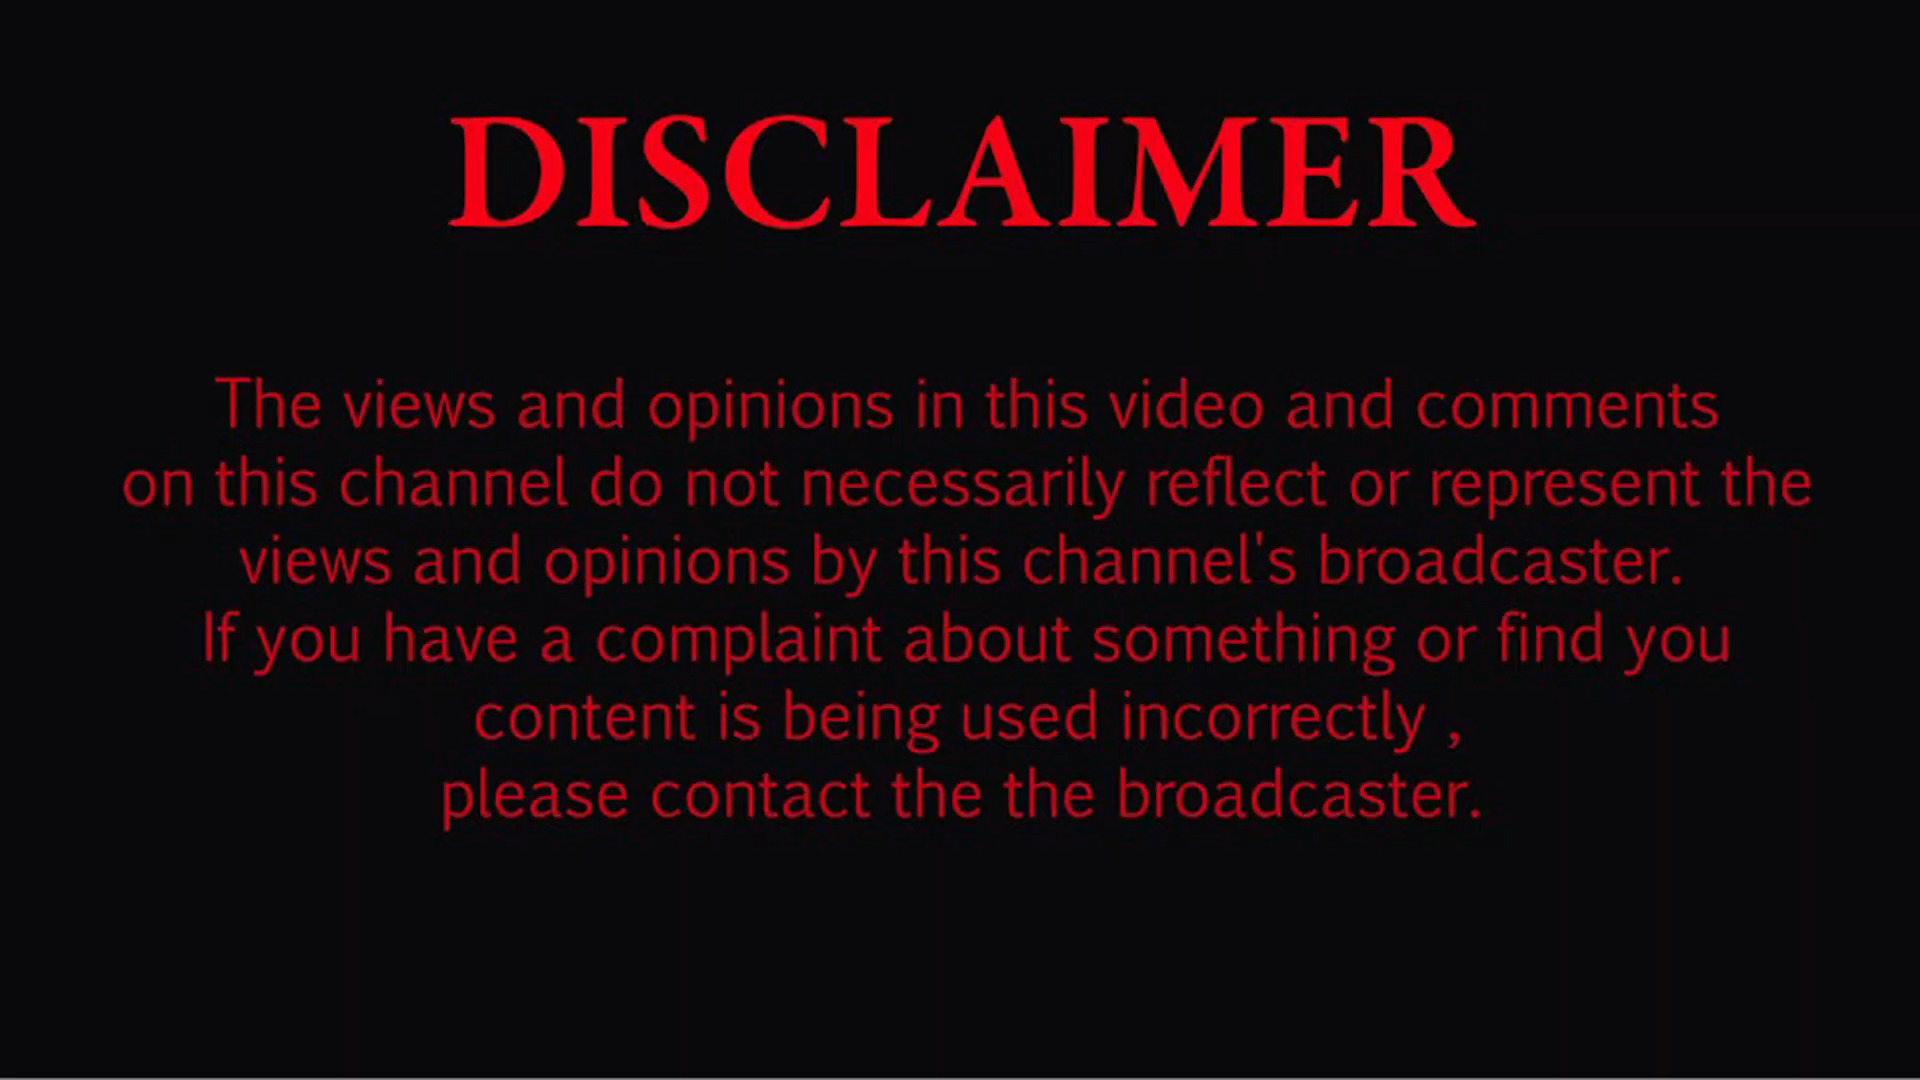 DISCLAIMER
The views and opinions in this video and comments
on this channel do not necessarily reflect or represent the
views and opinions by this channel's broadcaster.
If you have a complaint about something or find you
content is being used incorrectly ,
please contact the the broadcaster.